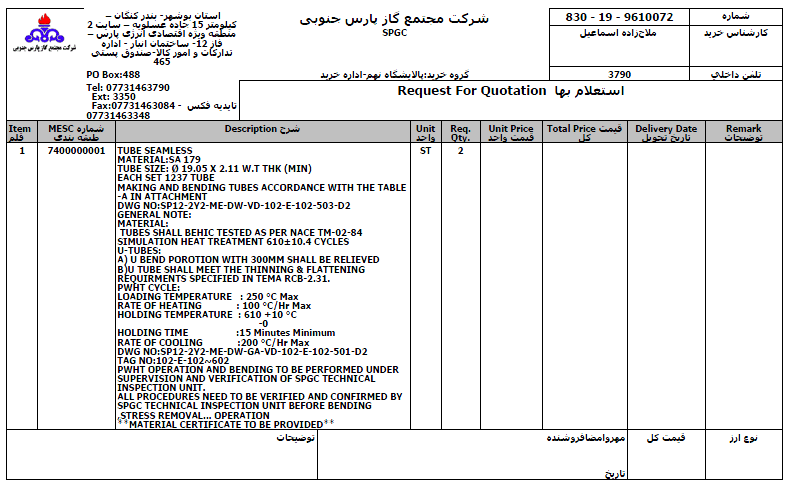 شرکت مجتمع گاز پارس جنوبی
استان بوشهر- بندر کنگان –
کیلومتر 15 جاده عسلویه – سایت 2
منطقه ویژه اقتصادی انرژی پارس –
فاز 12- ساختمان انبار - اداره
تدارکات و امور کالا-صندوق پستی
465
PO Box:488
Tel: 07731463790
Ext: 3350
Fax:07731463084 - نابدیه فکس
07731463348
شرکت مجتمع گاز پارس جنوبی
SPGC
گروه خرید:پالایشگاه نهم-اداره خرید
830 - 19 - 9610072 شماره
ملاح‌زاده اسماعیل کارشناس خرید
3790 تلفن داخلی
Request For Quotation استعلام بها
Item MESC شماره Description شرح Unit Req. Unit Price Total Price قیمت Delivery Date Remark
قلم طبقه بندی واحد Qty. قیمت واحد کل تاریخ تحویل توضیحات
1 7400000001 TUBE SEAMLESS ST 2
MATERIAL:SA 179
TUBE SIZE: Ø 19.05 X 2.11 W.T THK (MIN)
EACH SET 1237 TUBE
MAKING AND BENDING TUBES ACCORDANCE WITH THE TABLE
-A IN ATTACHMENT
DWG NO:SP12-2Y2-ME-DW-VD-102-E-102-503-D2
GENERAL NOTE:
MATERIAL:
TUBES SHALL BEHIC TESTED AS PER NACE TM-02-84
SIMULATION HEAT TREATMENT 610±10.4 CYCLES
U-TUBES:
A) U BEND POROTION WITH 300MM SHALL BE RELIEVED
B)U TUBE SHALL MEET THE THINNING & FLATTENING
REQUIRMENTS SPECIFIED IN TEMA RCB-2.31.
PWHT CYCLE:
LOADING TEMPERATURE : 250 °C Max
RATE OF HEATING : 100 °C/Hr Max
HOLDING TEMPERATURE : 610 +10 °C
-0
HOLDING TIME :15 Minutes Minimum
RATE OF COOLING :200 °C/Hr Max
DWG NO:SP12-2Y2-ME-DW-GA-VD-102-E-102-501-D2
TAG NO:102-E-102~602
PWHT OPERATION AND BENDING TO BE PERFORMED UNDER
SUPERVISION AND VERIFICATION OF SPGC TECHNICAL
INSPECTION UNIT.
ALL PROCEDURES NEED TO BE VERIFIED AND CONFIRMED BY
SPGC TECHNICAL INSPECTION UNIT BEFORE BENDING
,STRESS REMOVAL... OPERATION
**MATERIAL CERTIFICATE TO BE PROVIDED**
توضیحات
مهروامضافروشنده
تاریخ
قیمت کل
نوع ارز